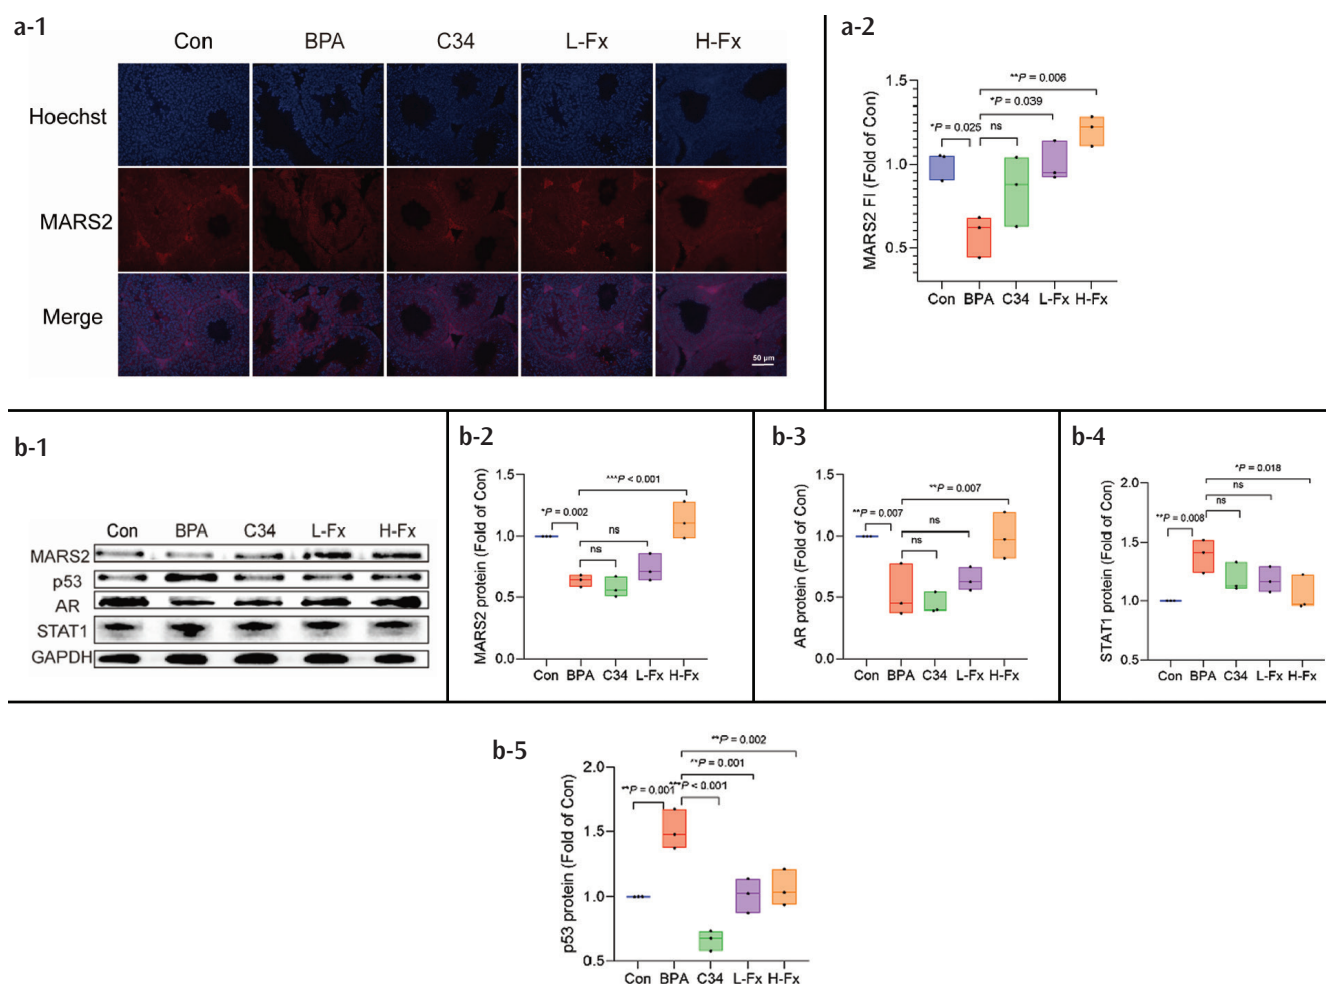 a-1
Con BPA C34 L-Fx H-Fx
Hoechst
MARS2
Merge
50 µm
a-2
MARS2 FI (Fold of Con)
1.5
1.0
0.5
**P = 0.006
*P = 0.039
*P = 0.025
ns
Con BPA C34 L-Fx H-Fx
b-1
Con BPA C34 L-Fx H-Fx
MARS2
p53
AR
STAT1
GAPDH
b-2
MARS2 protein (Fold of Con)
1.5
1.0
0.5
0.0
***P < 0.001
*P = 0.002
ns
ns
Con BPA C34 L-Fx H-Fx
b-3
AR protein (Fold of Con)
1.5
1.0
0.5
0.0
**P = 0.007
**P = 0.007
ns
ns
Con BPA C34 L-Fx H-Fx
b-4
STAT1 protein (Fold of Con)
2.0
1.5
1.0
0.5
*P = 0.018
ns
ns
**P = 0.008
Con BPA C34 L-Fx H-Fx
b-5
p53 protein (Fold of Con)
2.0
1.5
1.0
0.5
**P = 0.002
**P = 0.001
**P = 0.001
***P < 0.001
Con BPA C34 L-Fx H-Fx